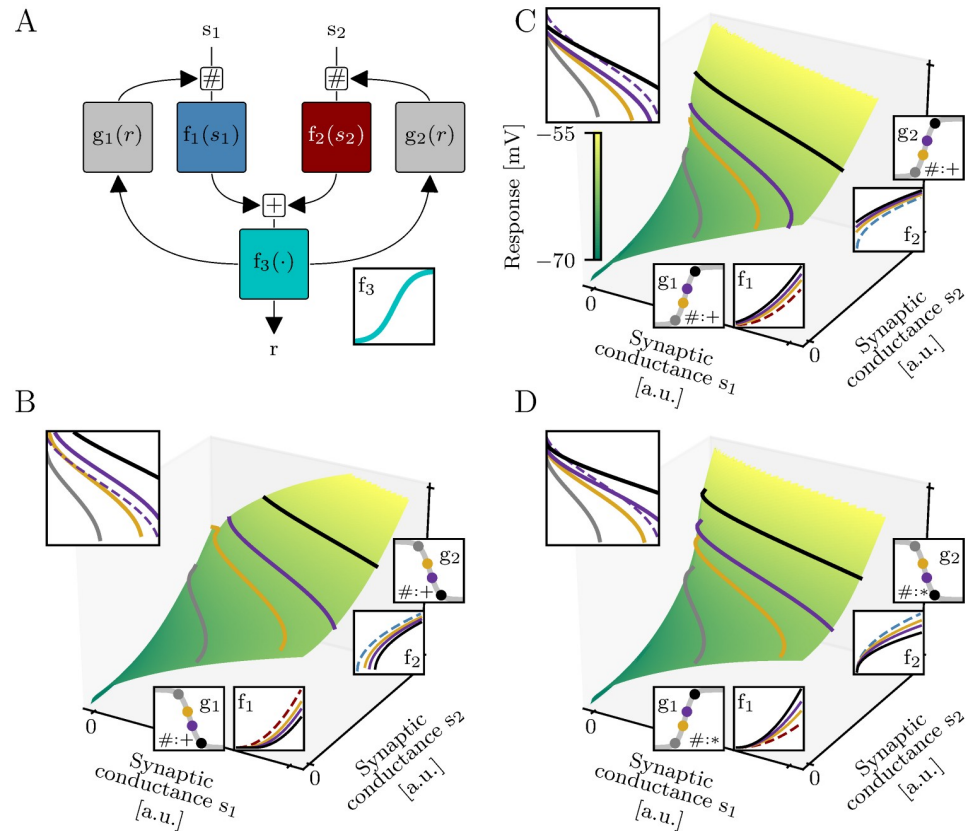 A
s₁
s₂
#
#
g₁(r)
f₁(s₁)
f₂(s₂)
g₂(r)
+
f₃(·)
f₃
r
C
Response [mV]
−55
−70
g₂
#:+
f₂
g₁
#:+
f₁
0
0
Synaptic
conductance s₁
[a.u.]
Synaptic
conductance s₂
[a.u.]
B
g₂
#:+
f₂
g₁
#:+
f₁
0
0
Synaptic
conductance s₁
[a.u.]
Synaptic
conductance s₂
[a.u.]
D
g₂
#:*
f₂
g₁
#:*
f₁
0
0
Synaptic
conductance s₁
[a.u.]
Synaptic
conductance s₂
[a.u.]